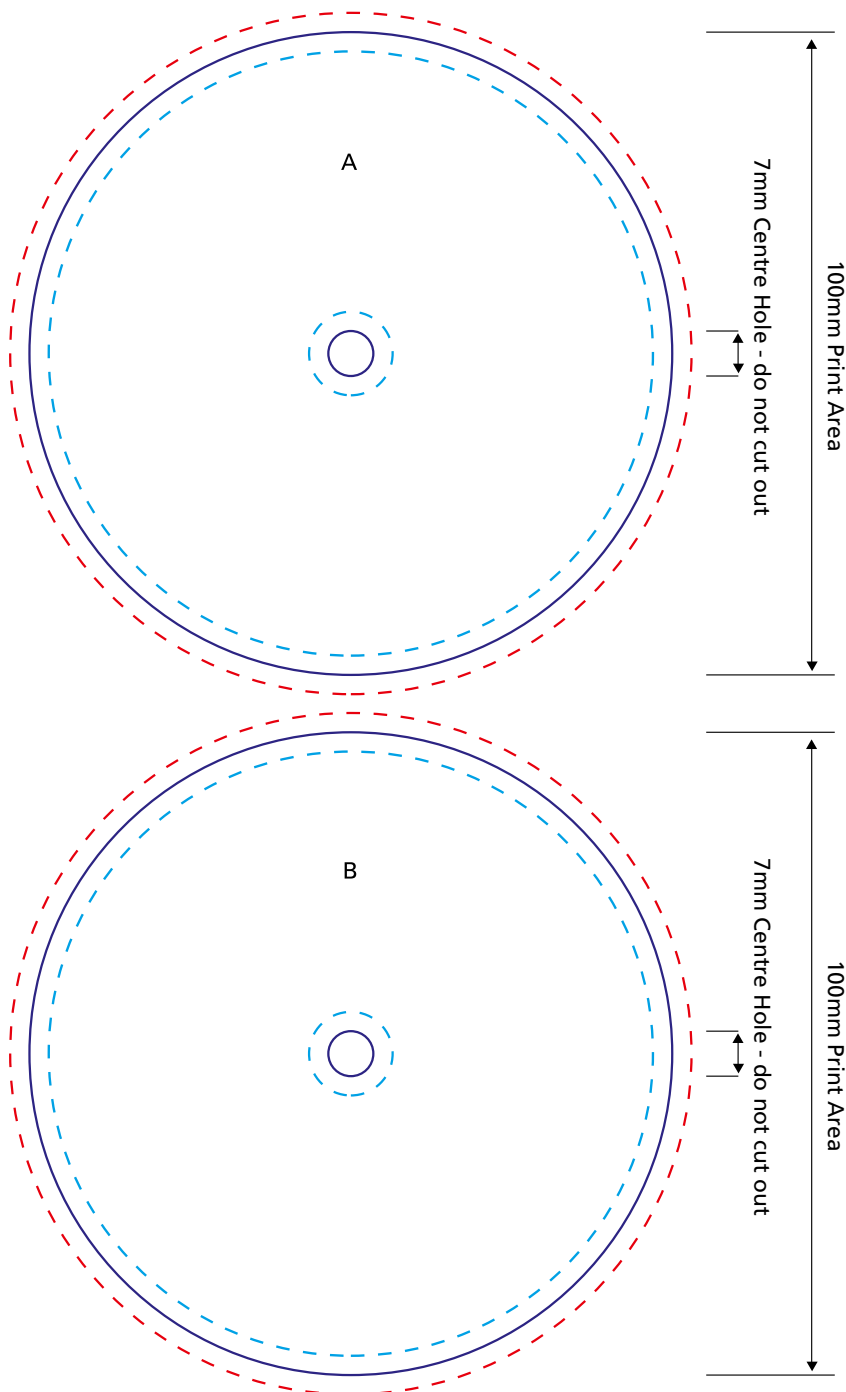 A
7mm Centre Hole - do not cut out
100mm Print Area
B
7mm Centre Hole - do not cut out
100mm Print Area